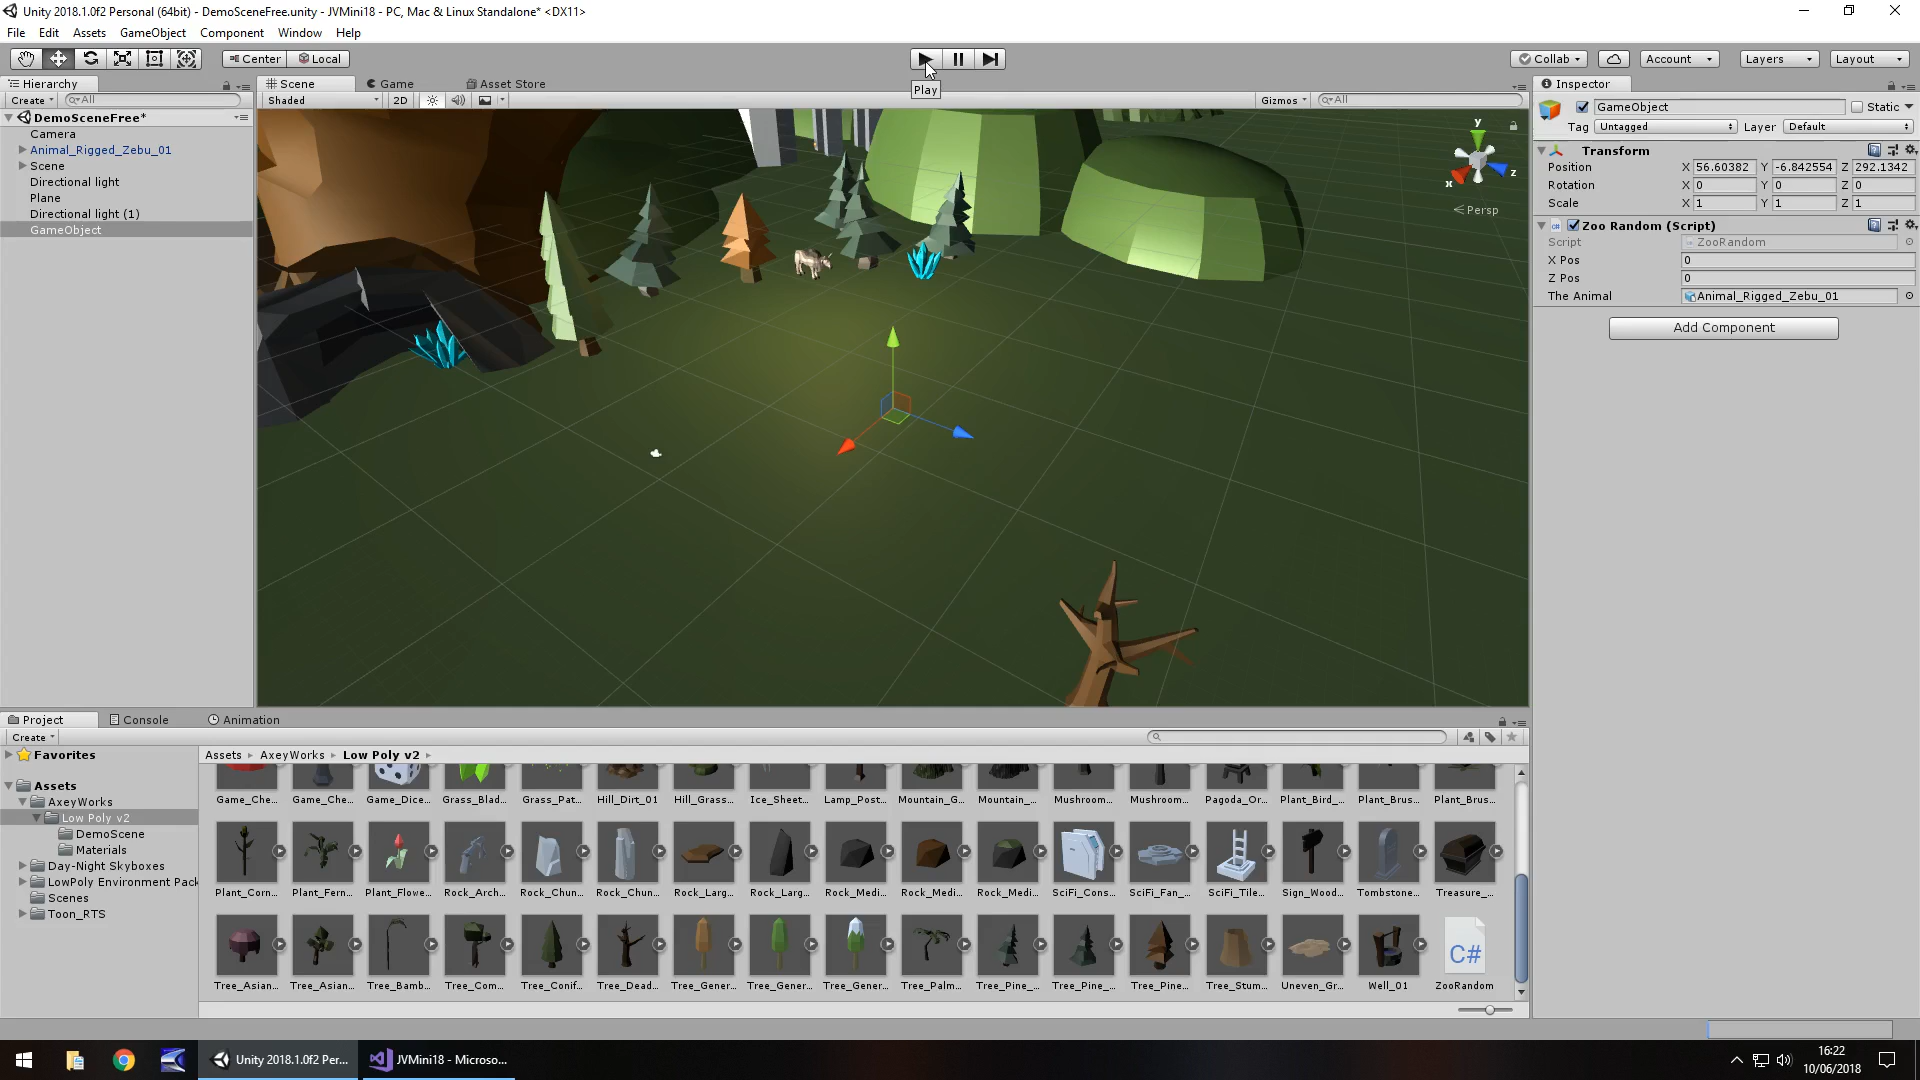 Unity 2018.1.0f2 Personal (64bit) - DemoSceneFree.unity - JVMini18 - PC, Mac & Linux Standalone* <DX11>
File Edit Assets GameObject Component Window Help
Center Local
Collab Account Layers Layout
Play
Hierarchy
Create All
DemoSceneFree*
Camera
Animal_Rigged_Zebu_01
Scene
Directional light
Plane
Directional light (1)
GameObject
Scene Game Asset Store
Shaded 2D Gizmos All
y
x
z
Persp
Inspector
GameObject Static
Tag Untagged Layer Default
Transform
Position X 56.60382 Y -6.842554 Z 292.1342
Rotation X 0 Y 0 Z 0
Scale X 1 Y 1 Z 1
Zoo Random (Script)
Script ZooRandom
X Pos 0
Z Pos 0
The Animal Animal_Rigged_Zebu_01
Add Component
Project Console Animation
Create
Favorites
Assets
AxeyWorks
Low Poly v2
DemoScene
Materials
Day-Night Skyboxes
LowPoly Environment Pack
Scenes
Toon_RTS
Assets AxeyWorks Low Poly v2
Game_Che... Game_Che... Game_Dice... Grass_Blad... Grass_Pat... Hill_Dirt_01 Hill_Grass... Ice_Sheet... Lamp_Post... Mountain_G... Mountain_... Mushroom... Mushroom... Pagoda_Or... Plant_Bird_... Plant_Brus... Plant_Brus...
Plant_Corn... Plant_Fern... Plant_Flowe... Rock_Arch... Rock_Chun... Rock_Chun... Rock_Larg... Rock_Larg... Rock_Medi... Rock_Medi... Rock_Medi... SciFi_Cons... SciFi_Fan_... SciFi_Tile... Sign_Wood... Tombstone... Treasure_...
C#
Tree_Asian... Tree_Asian... Tree_Bamb... Tree_Com... Tree_Conif... Tree_Dead... Tree_Gener... Tree_Gener... Tree_Gener... Tree_Palm... Tree_Pine_... Tree_Pine_... Tree_Pine... Tree_Stum... Uneven_Gr... Well_01 ZooRandom
Unity 2018.1.0f2 Per... JVMini18 - Microso...
16:22
10/06/2018